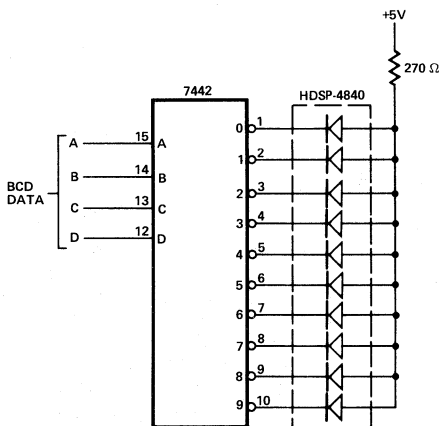 +5V
270 Ω
7442
HDSP-4840
BCD
DATA
A 15 A
B 14 B
C 13 C
D 12 D
0 1
1 2
2 3
3 4
4 5
5 6
6 7
7 8
8 9
9 10